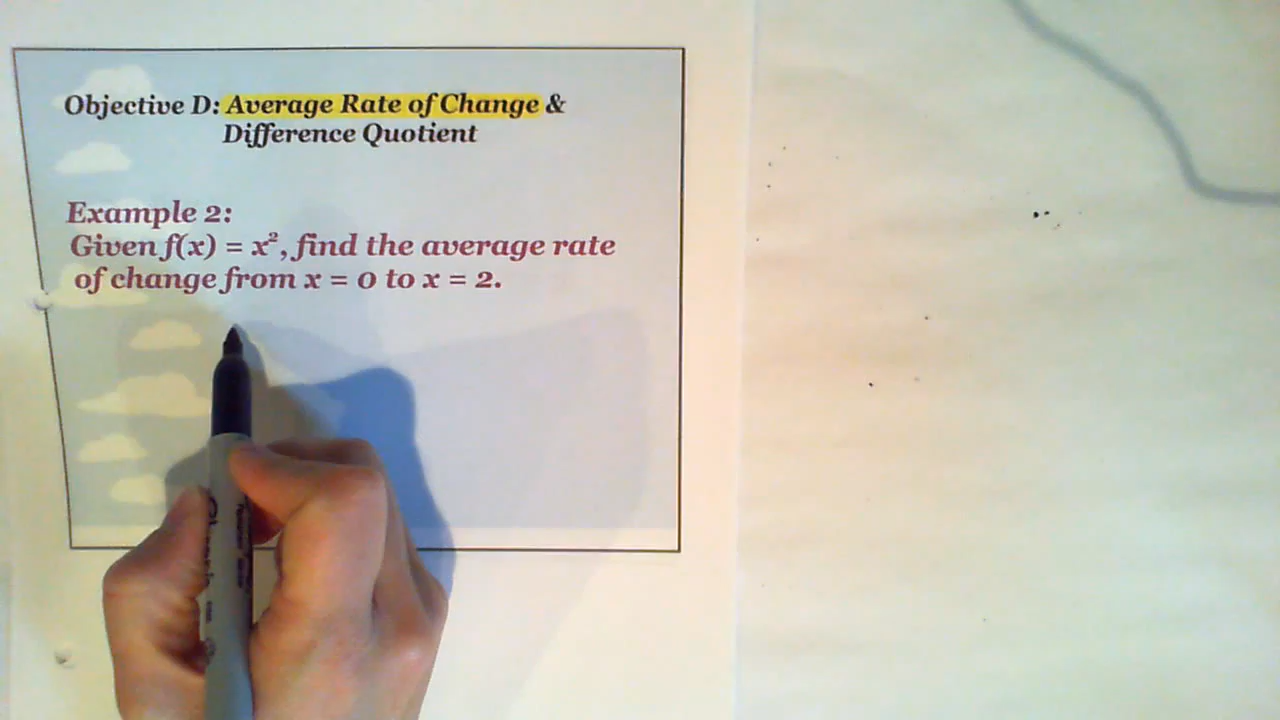 Objective D: Average Rate of Change &
Difference Quotient
Example 2:
Given f(x) = x², find the average rate
of change from x = 0 to x = 2.